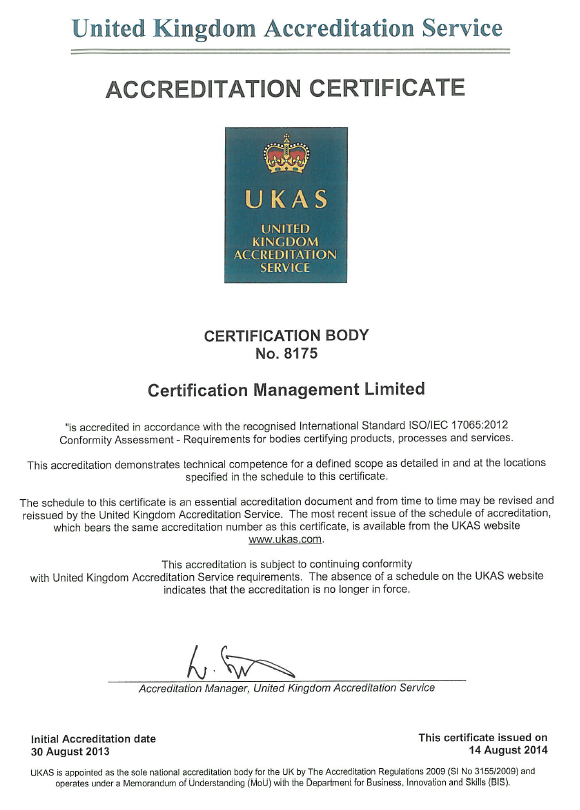 United Kingdom Accreditation Service
ACCREDITATION CERTIFICATE
UKAS
UNITED
KINGDOM
ACCREDITATION
SERVICE
CERTIFICATION BODY
No. 8175
Certification Management Limited
"is accredited in accordance with the recognised International Standard ISO/IEC 17065:2012
Conformity Assessment - Requirements for bodies certifying products, processes and services.
This accreditation demonstrates technical competence for a defined scope as detailed in and at the locations
specified in the schedule to this certificate.
The schedule to this certificate is an essential accreditation document and from time to time may be revised and
reissued by the United Kingdom Accreditation Service. The most recent issue of the schedule of accreditation,
which bears the same accreditation number as this certificate, is available from the UKAS website
www.ukas.com.
This accreditation is subject to continuing conformity
with United Kingdom Accreditation Service requirements. The absence of a schedule on the UKAS website
indicates that the accreditation is no longer in force.
Accreditation Manager, United Kingdom Accreditation Service
Initial Accreditation date
30 August 2013
This certificate issued on
14 August 2014
UKAS is appointed as the sole national accreditation body for the UK by The Accreditation Regulations 2009 (SI No 3155/2009) and
operates under a Memorandum of Understanding (MoU) with the Department for Business, Innovation and Skills (BIS).